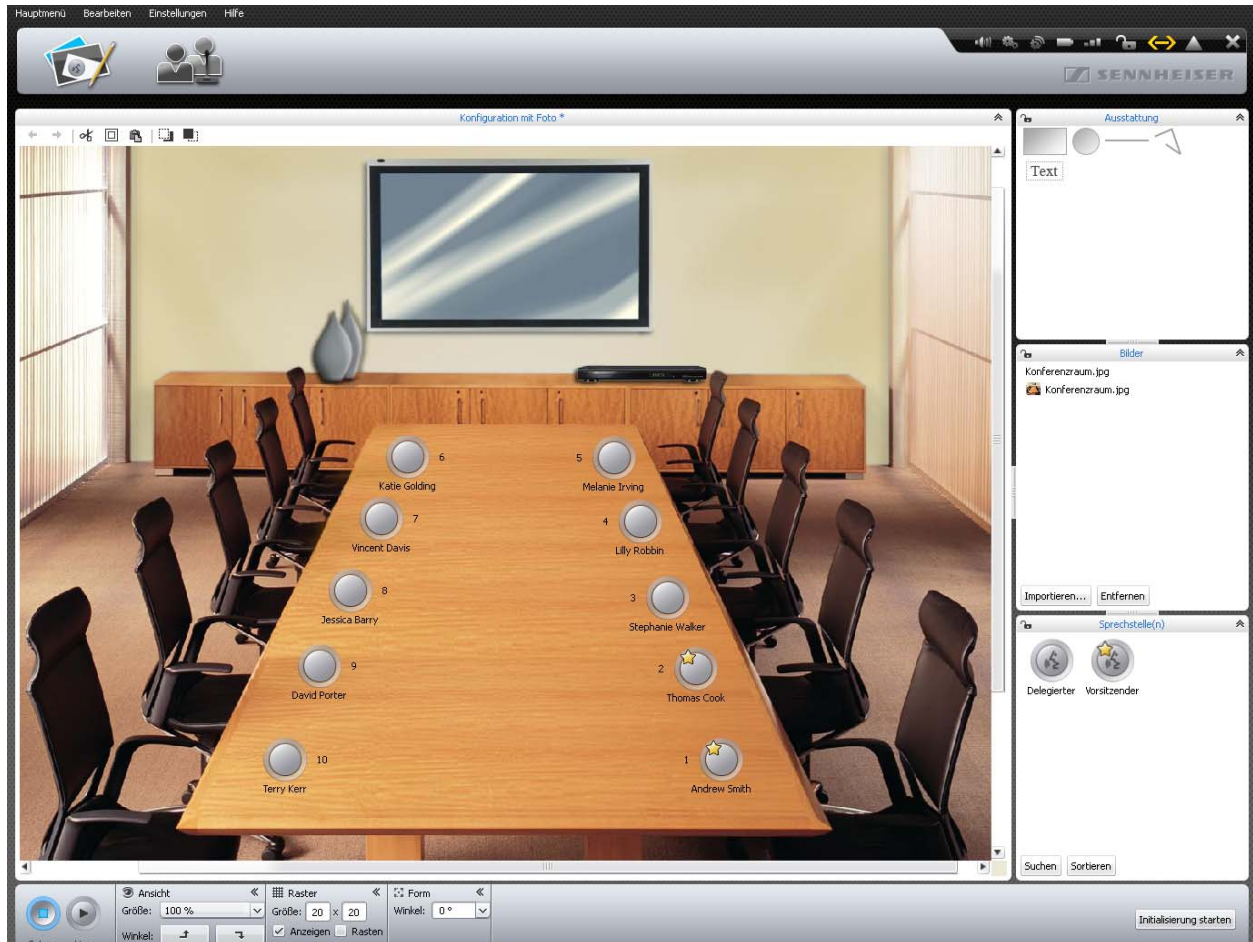 Hauptmenü Bearbeiten Einstellungen Hilfe
SENNHEISER
Konfiguration mit Foto *
6
Katie Golding
5
Melanie Irving
7
Vincent Davis
4
Lilly Robbin
8
Jessica Barry
3
Stephanie Walker
9
David Porter
2
Thomas Cook
10
Terry Kerr
1
Andrew Smith
Ausstattung
Text
Bilder
Konferenzraum.jpg
Konferenzraum.jpg
Importieren... Entfernen
Sprechstelle(n)
Delegierter Vorsitzender
Suchen Sortieren
Ansicht
Größe: 100 %
Winkel:
Raster
Größe: 20 x 20
Anzeigen Rasten
Form
Winkel: 0 °
Initialisierung starten